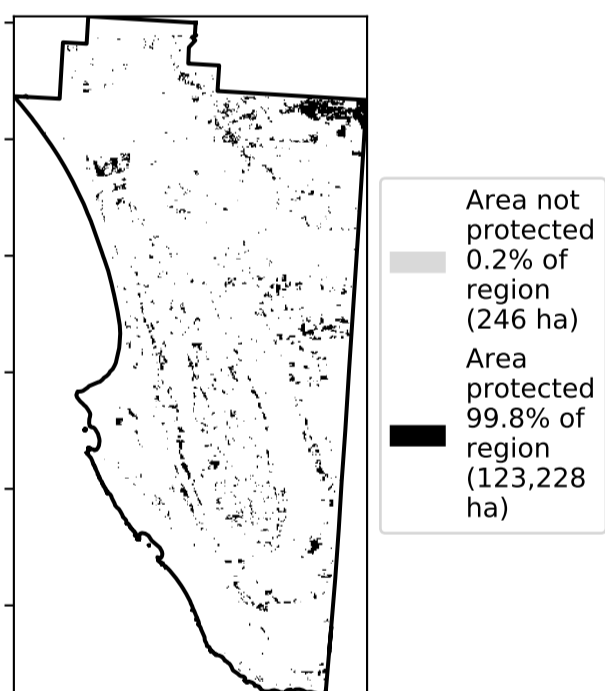 Area not
protected
0.2% of
region
(246 ha)
Area
protected
99.8% of
region
(123,228
ha)